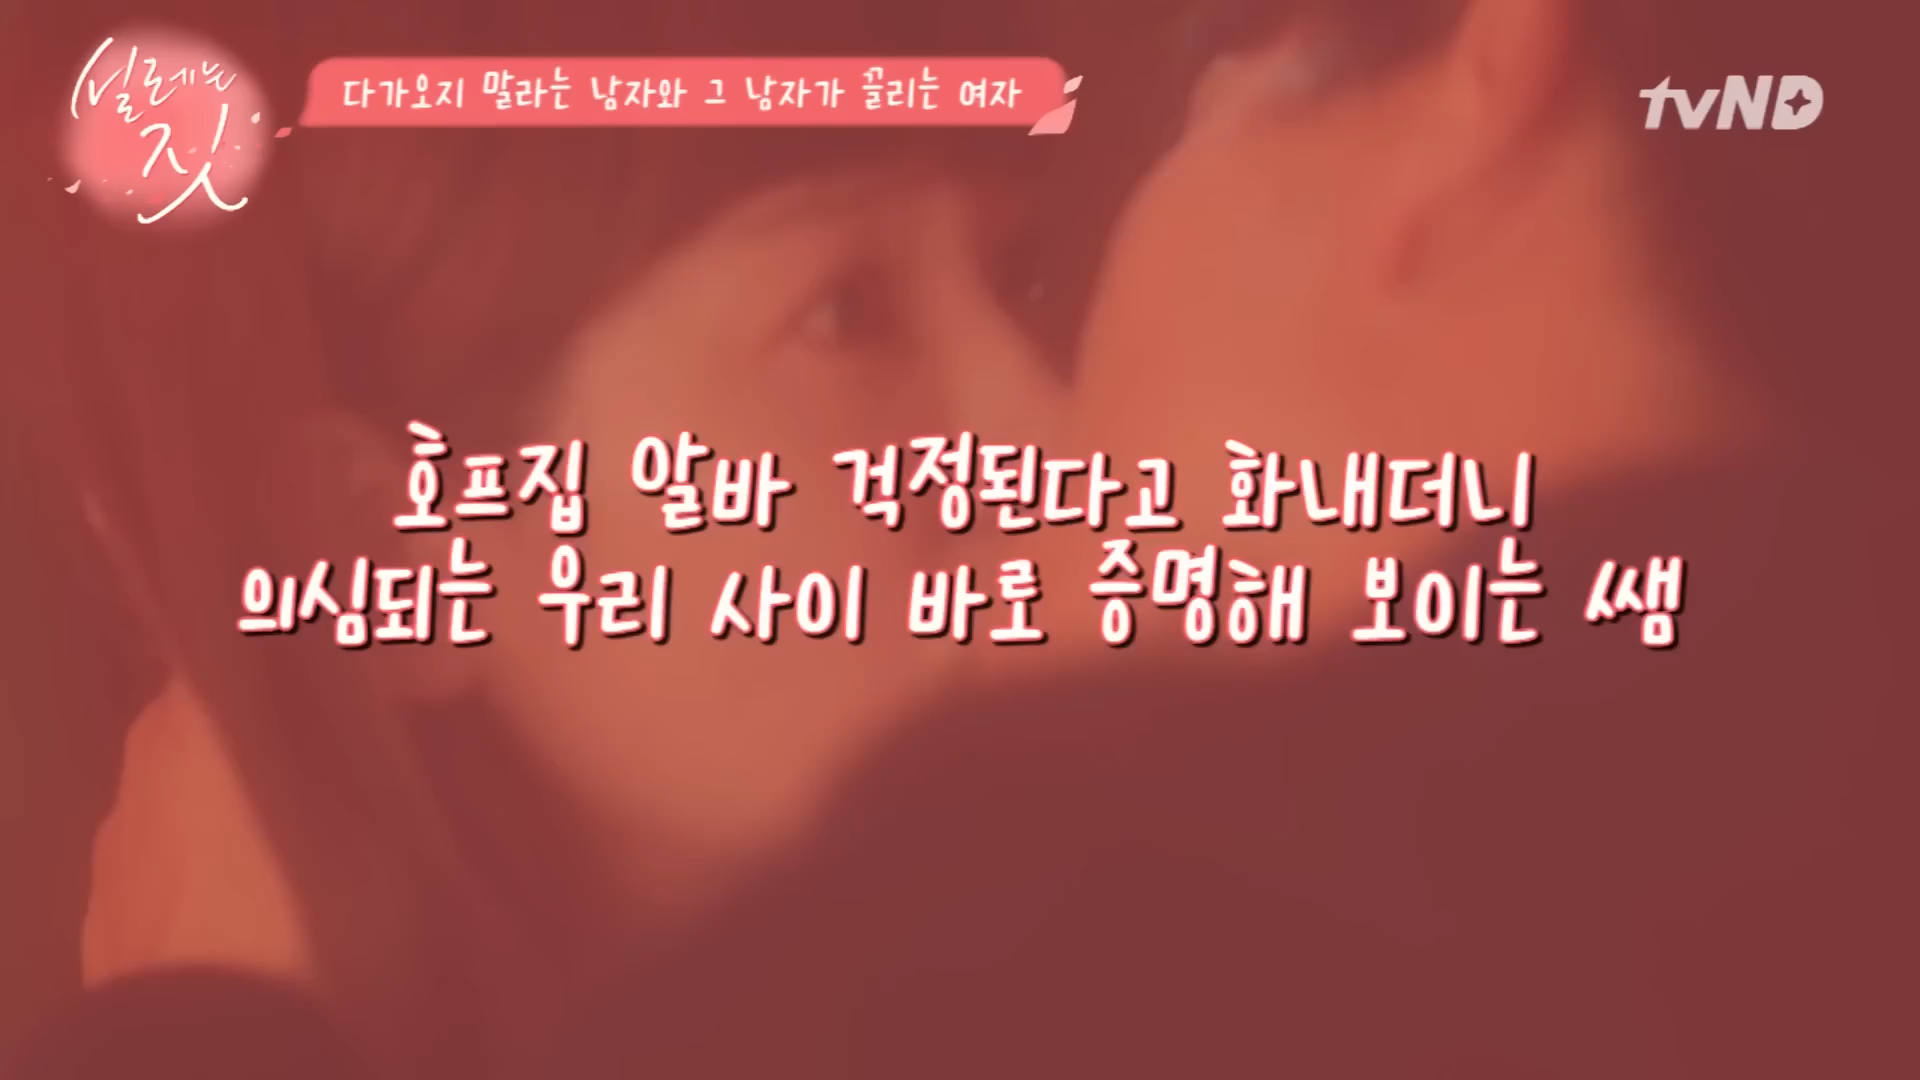 설레는
짓
다가오지 말라는 남자와 그 남자가 끌리는 여자
tvND
호프집 알바 걱정된다고 화내더니
의심되는 우리 사이 바로 증명해 보이는 쌤